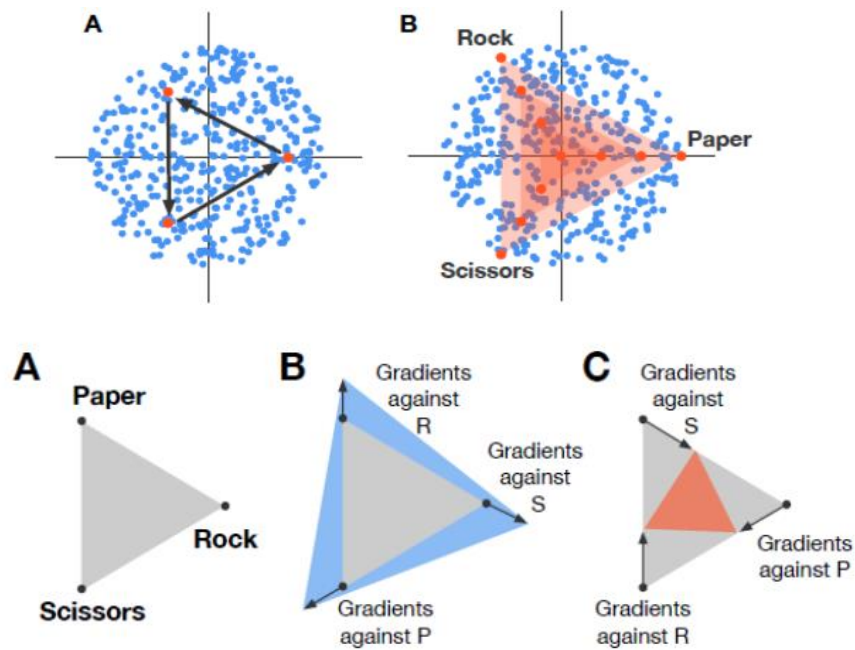 A
B
Rock
Paper
Scissors
A
Paper
Rock
Scissors
B
Gradients
against
R
Gradients
against
S
Gradients
against P
C
Gradients
against
S
Gradients
against P
Gradients
against R